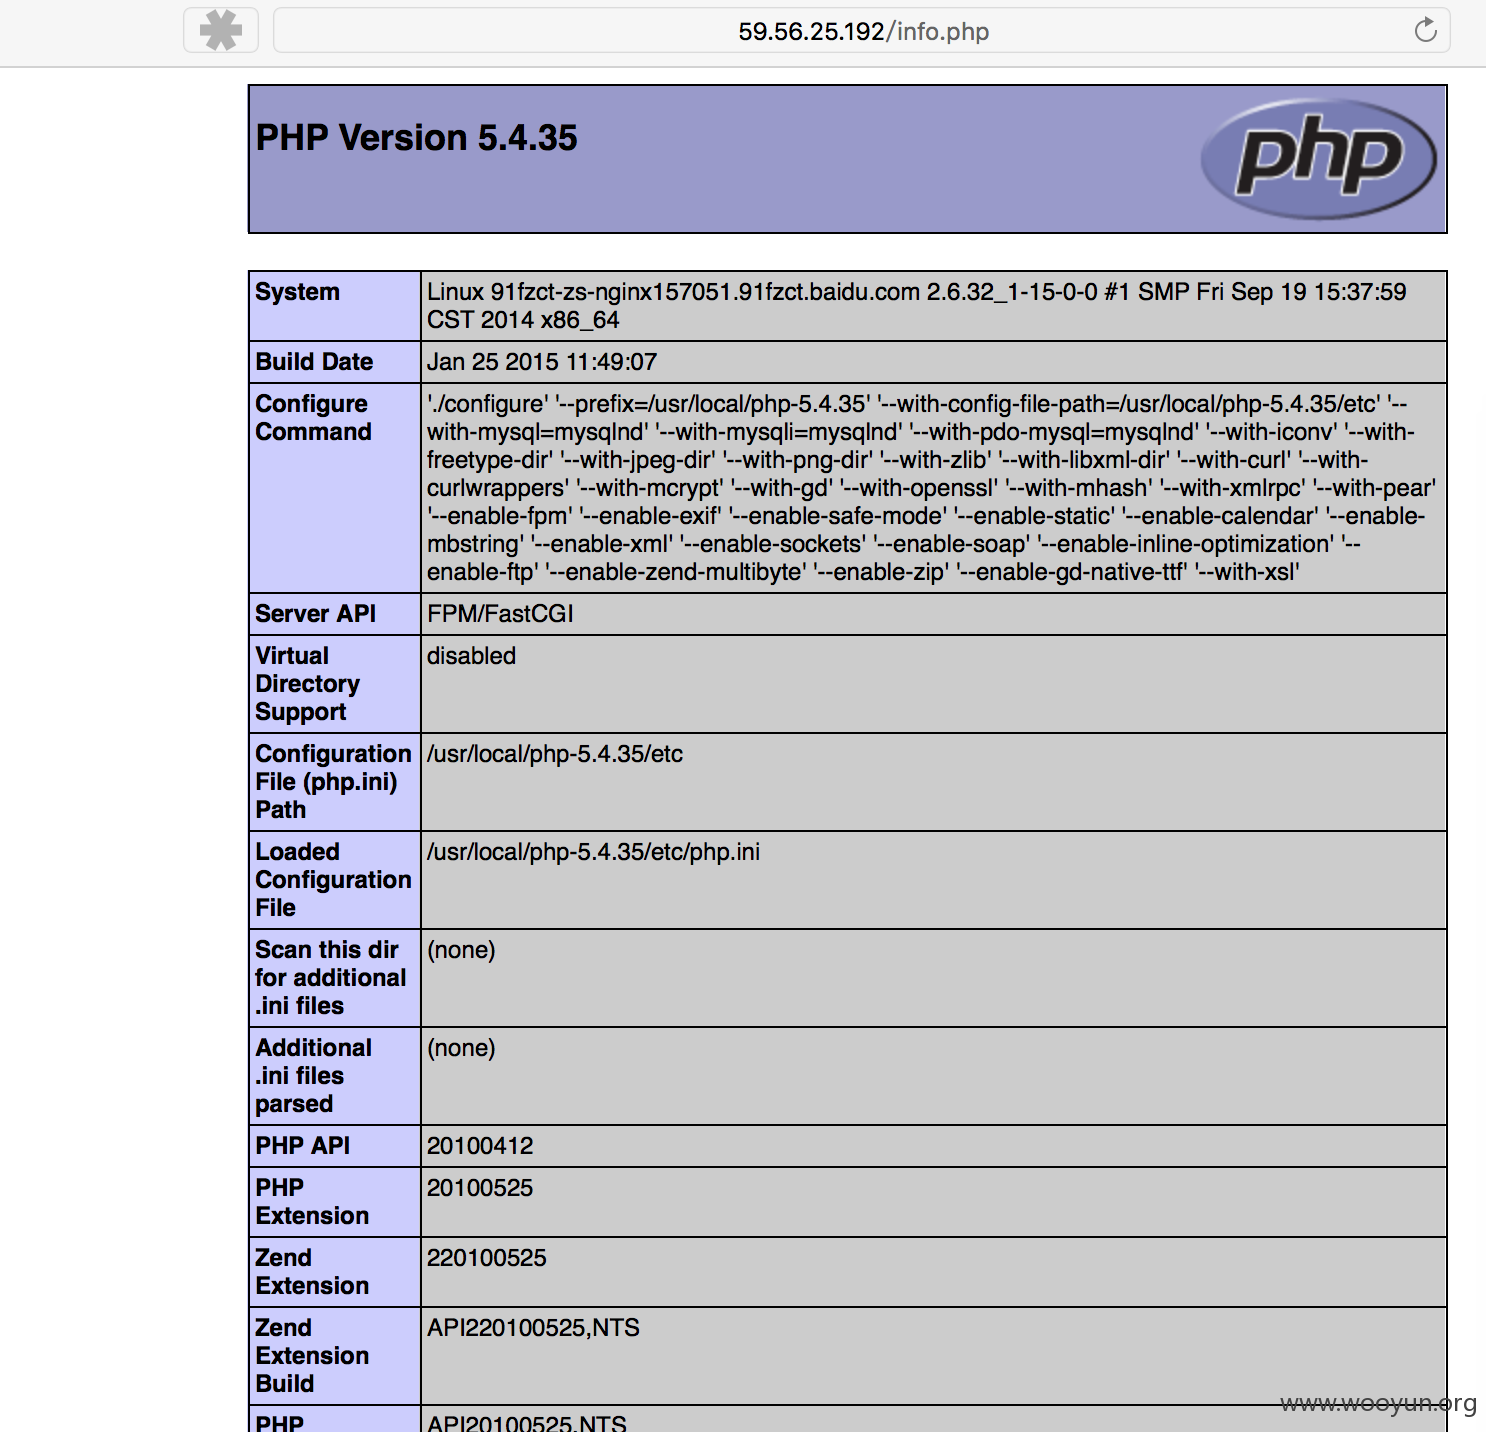 59.56.25.192/info.php
PHP Version 5.4.35
php
System
Linux 91fzct-zs-nginx157051.91fzct.baidu.com 2.6.32_1-15-0-0 #1 SMP Fri Sep 19 15:37:59
CST 2014 x86_64
Build Date
Jan 25 2015 11:49:07
Configure
Command
'./configure' '--prefix=/usr/local/php-5.4.35' '--with-config-file-path=/usr/local/php-5.4.35/etc' '--
with-mysql=mysqlnd' '--with-mysqli=mysqlnd' '--with-pdo-mysql=mysqlnd' '--with-iconv' '--with-
freetype-dir' '--with-jpeg-dir' '--with-png-dir' '--with-zlib' '--with-libxml-dir' '--with-curl' '--with-
curlwrappers' '--with-mcrypt' '--with-gd' '--with-openssl' '--with-mhash' '--with-xmlrpc' '--with-pear'
'--enable-fpm' '--enable-exif' '--enable-safe-mode' '--enable-static' '--enable-calendar' '--enable-
mbstring' '--enable-xml' '--enable-sockets' '--enable-soap' '--enable-inline-optimization' '--
enable-ftp' '--enable-zend-multibyte' '--enable-zip' '--enable-gd-native-ttf' '--with-xsl'
Server API
FPM/FastCGI
Virtual
Directory
Support
disabled
Configuration
File (php.ini)
Path
/usr/local/php-5.4.35/etc
Loaded
Configuration
File
/usr/local/php-5.4.35/etc/php.ini
Scan this dir
for additional
.ini files
(none)
Additional
.ini files
parsed
(none)
PHP API
20100412
PHP
Extension
20100525
Zend
Extension
220100525
Zend
Extension
Build
API220100525,NTS
PHP
API20100525,NTS
www.wooyun.org